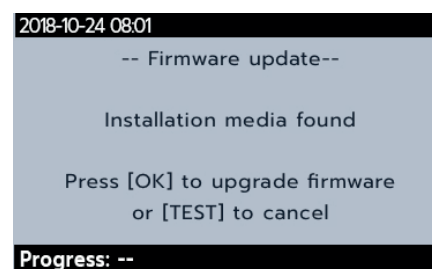 2018-10-24 08:01
-- Firmware update--
Installation media found
Press [OK] to upgrade firmware
or [TEST] to cancel
Progress: --